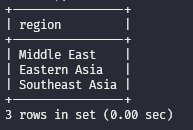 +----------------+
| region         |
+----------------+
| Middle East    |
| Eastern Asia   |
| Southeast Asia |
+----------------+
3 rows in set (0.00 sec)